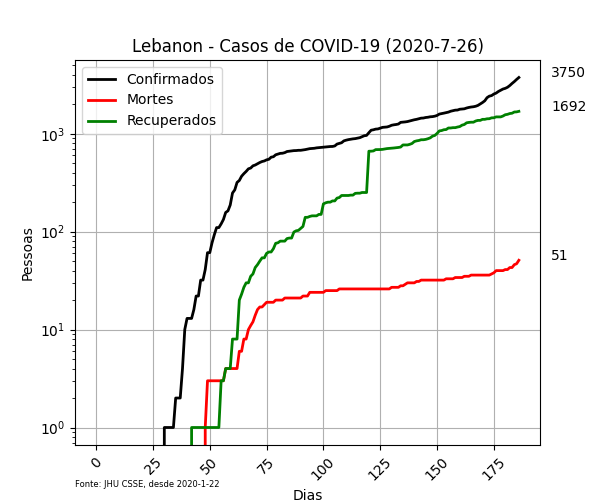 Lebanon - Casos de COVID-19 (2020-7-26)
Confirmados
Mortes
Recuperados
3750
1692
51
10³
10²
10¹
10⁰
Pessoas
0
25
50
75
100
125
150
175
Dias
Fonte: JHU CSSE, desde 2020-1-22